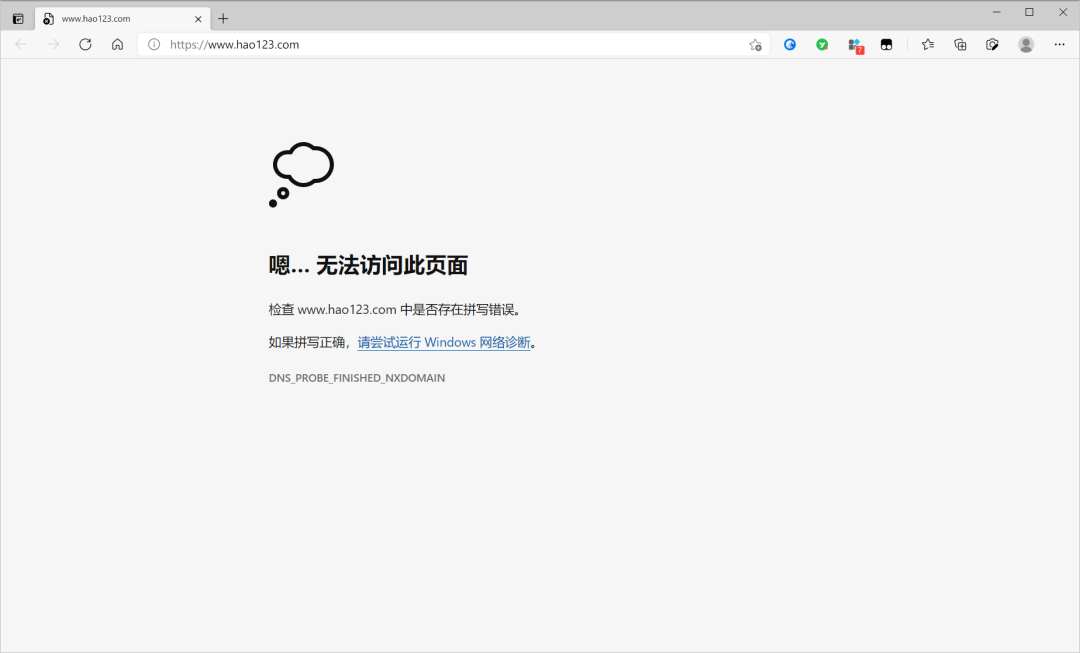 www.hao123.com
https://www.hao123.com
7
嗯… 无法访问此页面
检查 www.hao123.com 中是否存在拼写错误。
如果拼写正确，请尝试运行 Windows 网络诊断。
DNS_PROBE_FINISHED_NXDOMAIN